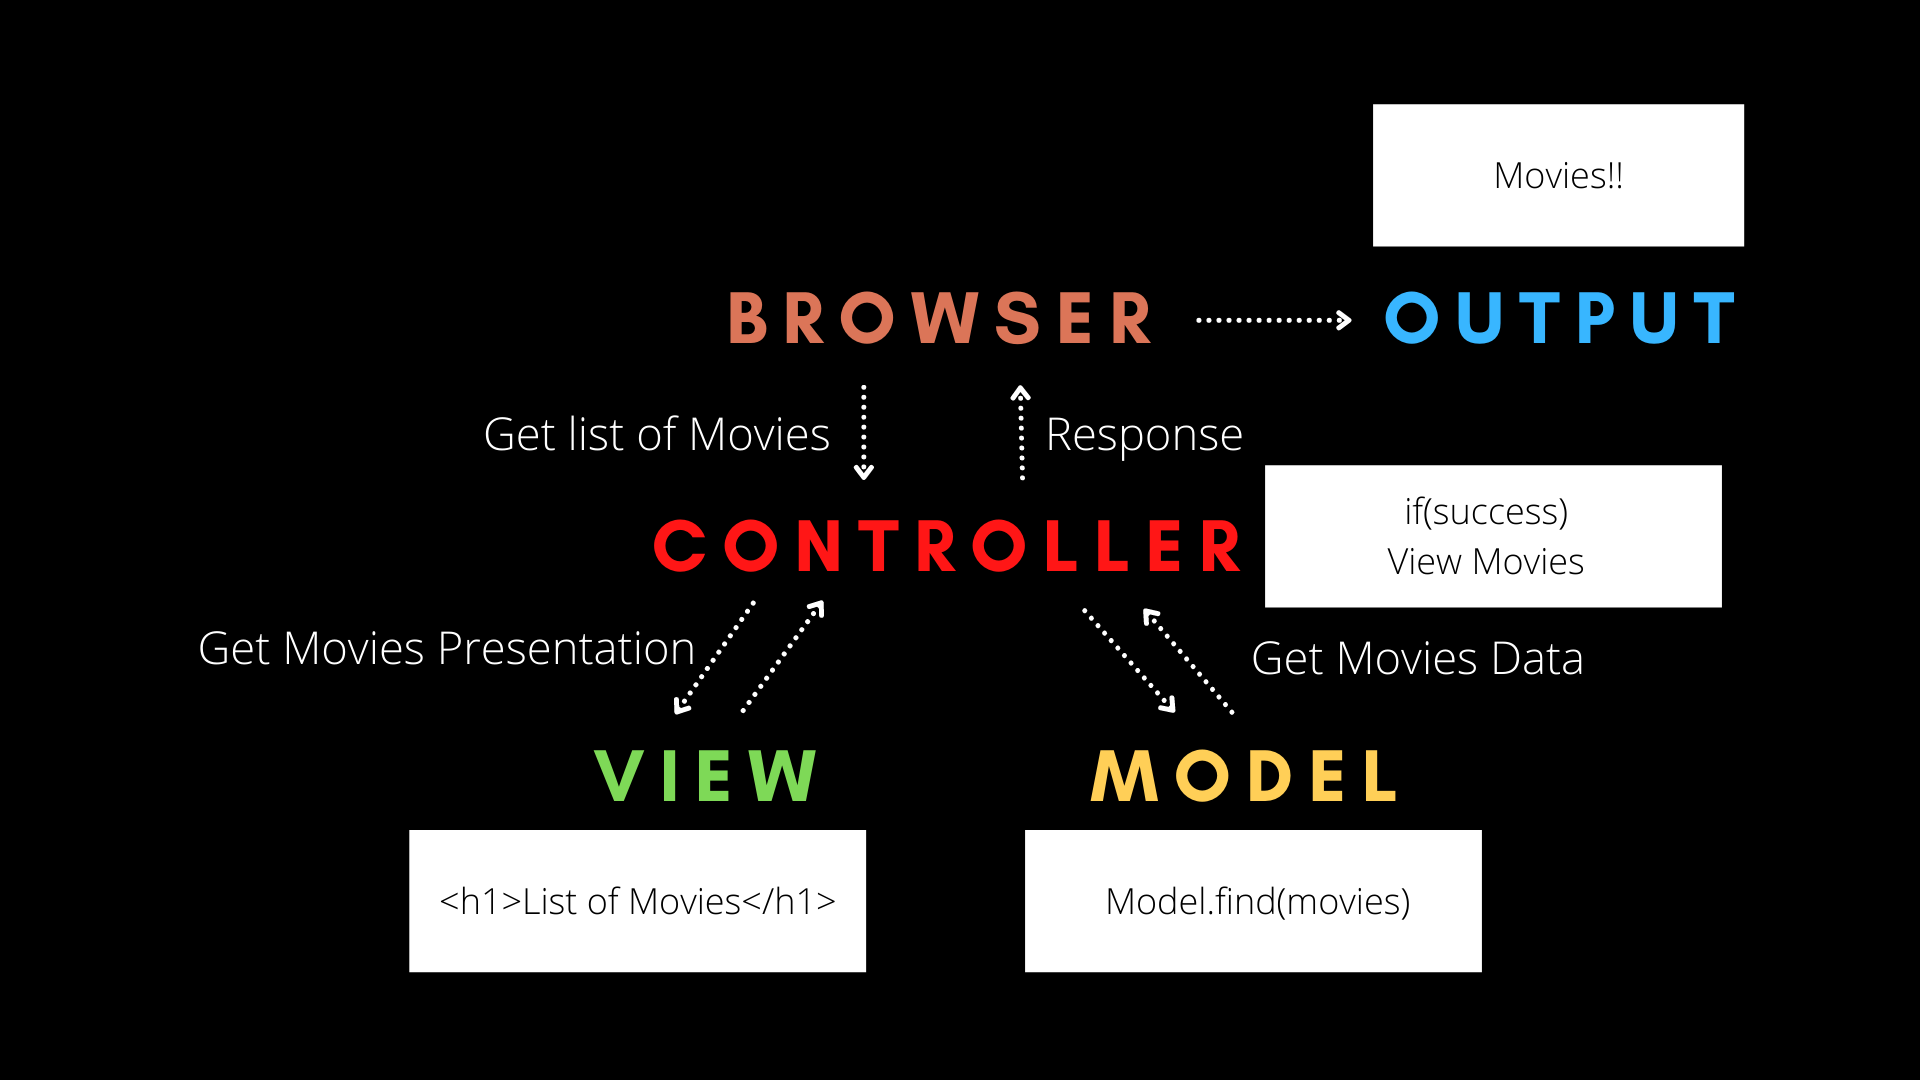 Movies!!
BROWSER
OUTPUT
Get list of Movies
Response
CONTROLLER
if(success)
View Movies
Get Movies Presentation
Get Movies Data
VIEW
MODEL
<h1>List of Movies</h1>
Model.find(movies)